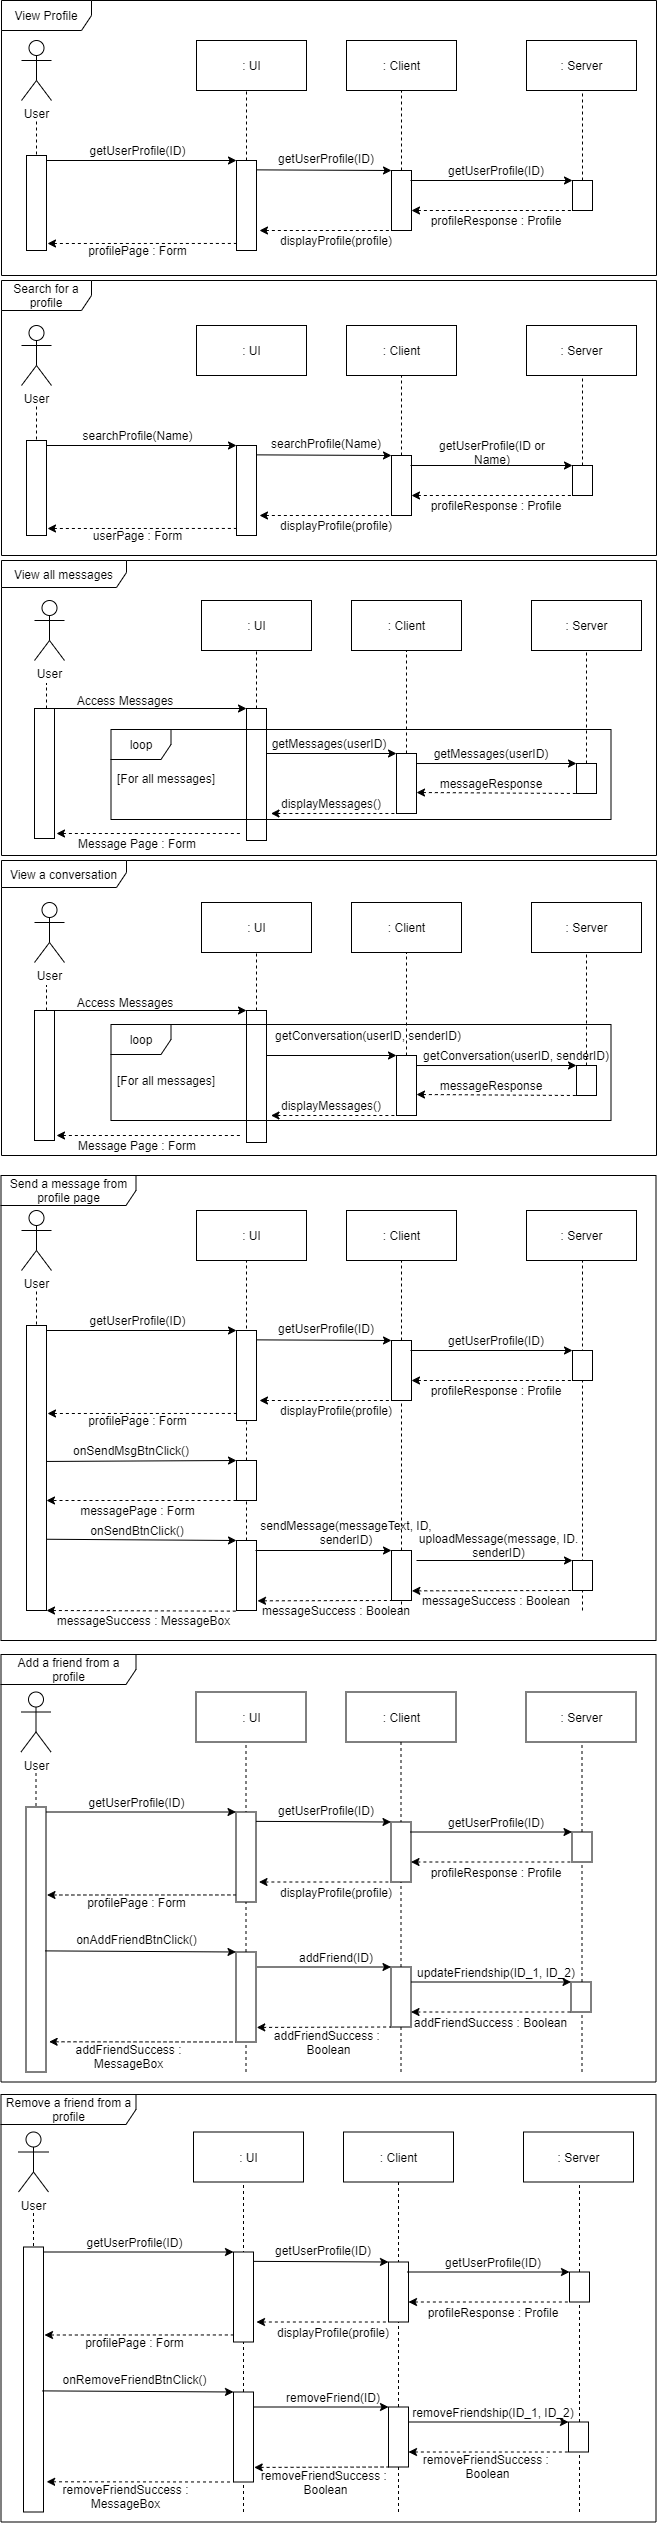 View Profile
: UI
: Client
: Server
User
getUserProfile(ID)
getUserProfile(ID)
getUserProfile(ID)
profileResponse : Profile
displayProfile(profile)
profilePage : Form
Search for a
profile
: UI
: Client
: Server
User
searchProfile(Name)
searchProfile(Name)
getUserProfile(ID or
Name)
profileResponse : Profile
displayProfile(profile)
userPage : Form
View all messages
: UI
: Client
: Server
User
Access Messages
loop
getMessages(userID)
getMessages(userID)
[For all messages]
messageResponse
displayMessages()
Message Page : Form
View a conversation
: UI
: Client
: Server
User
Access Messages
loop
getConversation(userID, senderID)
getConversation(userID, senderID)
[For all messages]
messageResponse
displayMessages()
Message Page : Form
Send a message from
profile page
: UI
: Client
: Server
User
getUserProfile(ID)
getUserProfile(ID)
getUserProfile(ID)
profileResponse : Profile
displayProfile(profile)
profilePage : Form
onSendMsgBtnClick()
messagePage : Form
onSendBtnClick()
sendMessage(messageText, ID,
senderID)
uploadMessage(message, ID.
senderID)
messageSuccess : Boolean
messageSuccess : Boolean
messageSuccess : MessageBox
Add a friend from a
profile
: UI
: Client
: Server
User
getUserProfile(ID)
getUserProfile(ID)
getUserProfile(ID)
profileResponse : Profile
displayProfile(profile)
profilePage : Form
onAddFriendBtnClick()
addFriend(ID)
updateFriendship(ID_1, ID_2)
addFriendSuccess : Boolean
addFriendSuccess :
Boolean
addFriendSuccess :
MessageBox
Remove a friend from a
profile
: UI
: Client
: Server
User
getUserProfile(ID)
getUserProfile(ID)
getUserProfile(ID)
profileResponse : Profile
displayProfile(profile)
profilePage : Form
onRemoveFriendBtnClick()
removeFriend(ID)
removeFriendship(ID_1, ID_2)
removeFriendSuccess :
Boolean
removeFriendSuccess :
Boolean
removeFriendSuccess :
MessageBox